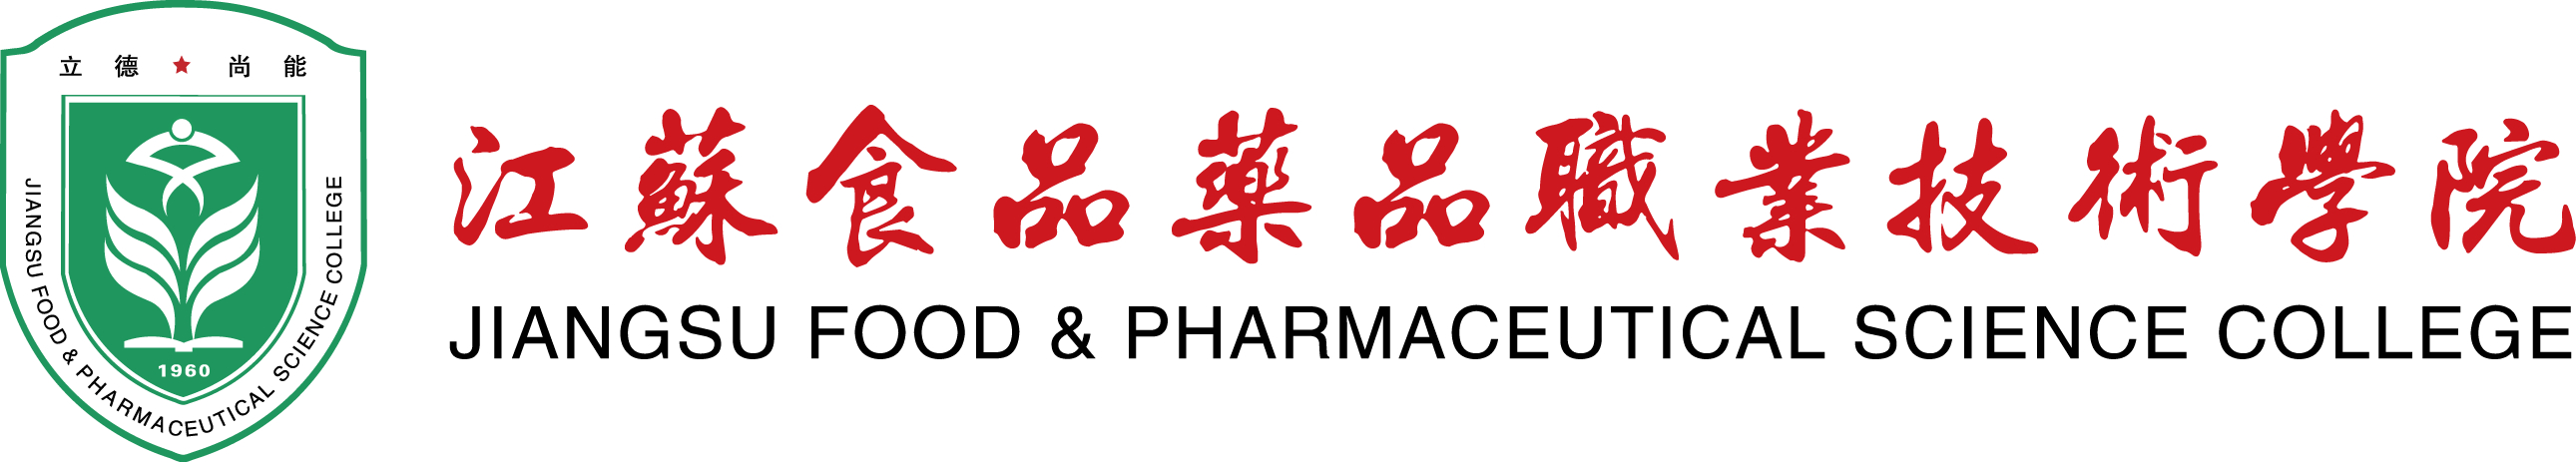 立德★尚能
JIANGSU FOOD & PHARMACEUTICAL SCIENCE COLLEGE
1960
江蘇食品藥品職業技術學院
JIANGSU FOOD & PHARMACEUTICAL SCIENCE COLLEGE